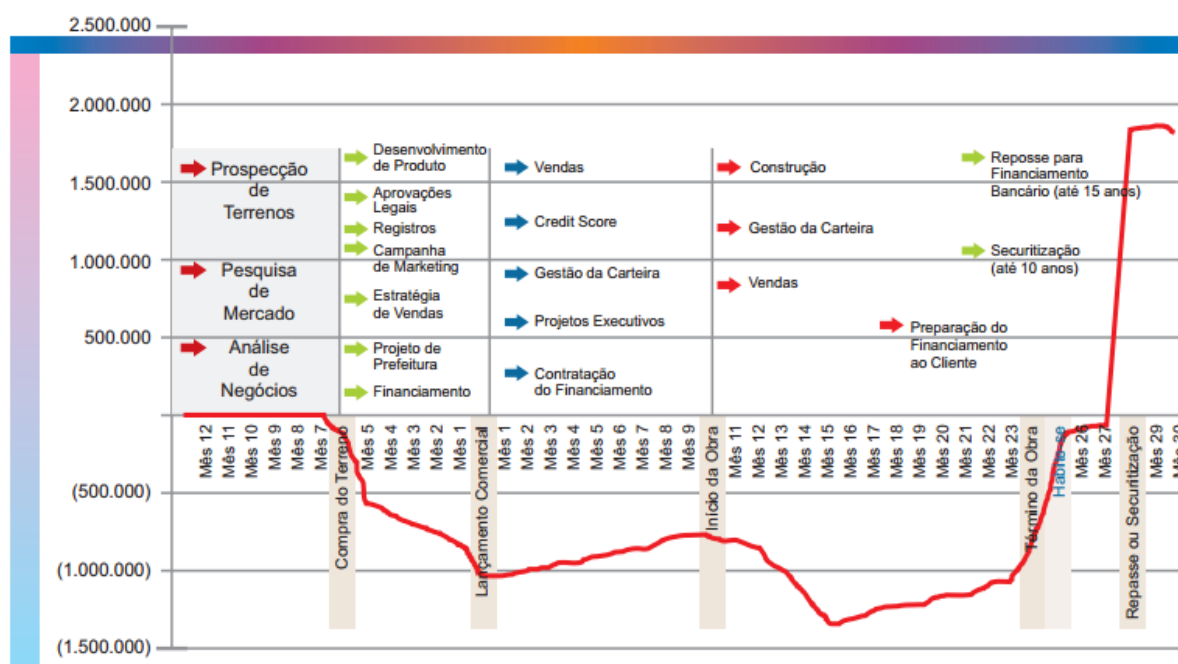 2.500.000
2.000.000
1.500.000
1.000.000
500.000
(500.000)
(1.000.000)
(1.500.000)
Prospecção
de
Terrenos
Pesquisa
de
Mercado
Análise
de
Negócios
Desenvolvimento
de Produto
Aprovações
Legais
Registros
Campanha
de Marketing
Estratégia
de Vendas
Projeto de
Prefeitura
Financiamento
Vendas
Credit Score
Gestão da Carteira
Projetos Executivos
Contratação
do Financiamento
Construção
Gestão da Carteira
Vendas
Preparação do
Financiamento
ao Cliente
Reposse para
Financiamento
Bancário (até 15 anos)
Securitização
(até 10 anos)
Mês 12
Mês 11
Mês 10
Mês 9
Mês 8
Mês 7
Compra do Terreno
Mês 5
Mês 4
Mês 3
Mês 2
Mês 1
Lançamento Comercial
Mês 1
Mês 2
Mês 3
Mês 4
Mês 5
Mês 6
Mês 7
Mês 8
Mês 9
Início da Obra
Mês 11
Mês 12
Mês 13
Mês 14
Mês 15
Mês 16
Mês 17
Mês 18
Mês 19
Mês 20
Mês 21
Mês 22
Mês 23
Término da Obra
Habite-se
Mês 26
Mês 27
Repasse ou Securitização
Mês 29
Mês 30